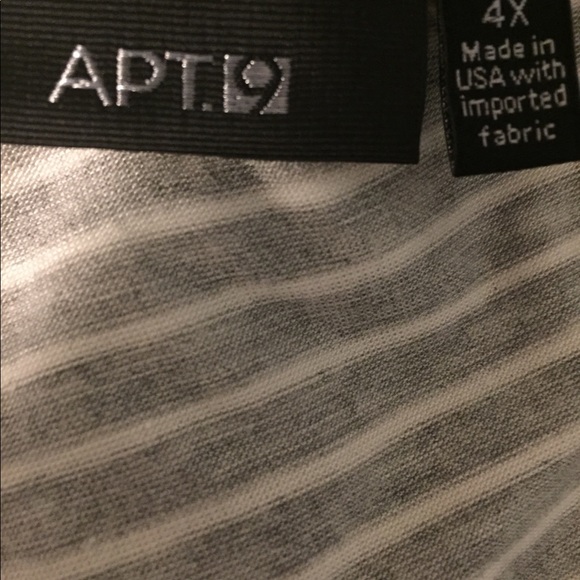 APT.9
4X
Made in
USA with
imported
fabric